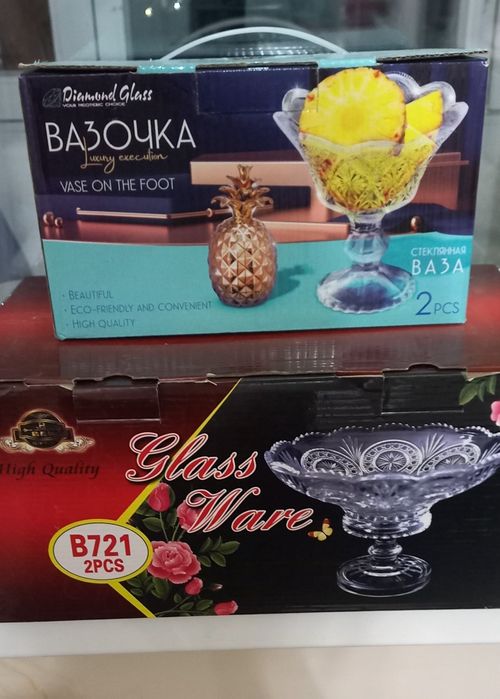 Diamond Glass
YOUR MODTERIC CHOICE
ВАЗОЧКА
Luxury execution
VASE ON THE FOOT
СТЕКЛЯННАЯ
ВАЗА
2PCS
· BEAUTIFUL
· ECO-FRIENDLY AND CONVENIENT
· HIGH QUALITY
High Quality
Glass
Ware
B721
2PCS